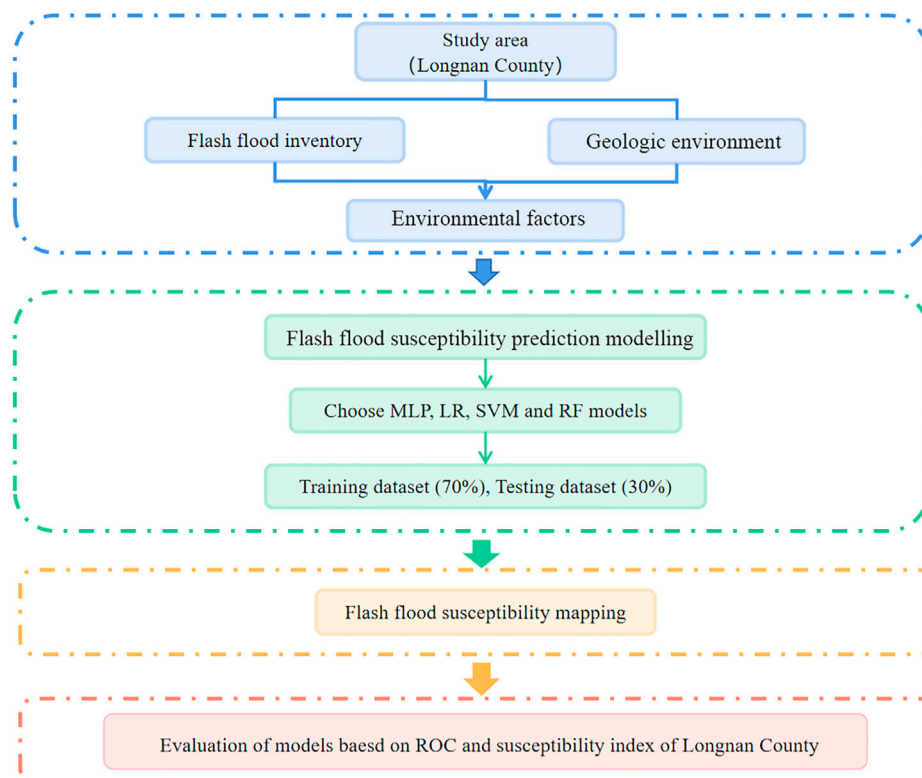 Study area
(Longnan County)
Flash flood inventory
Geologic environment
Environmental factors
Flash flood susceptibility prediction modelling
Choose MLP, LR, SVM and RF models
Training dataset (70%), Testing dataset (30%)
Flash flood susceptibility mapping
Evaluation of models baesd on ROC and susceptibility index of Longnan County